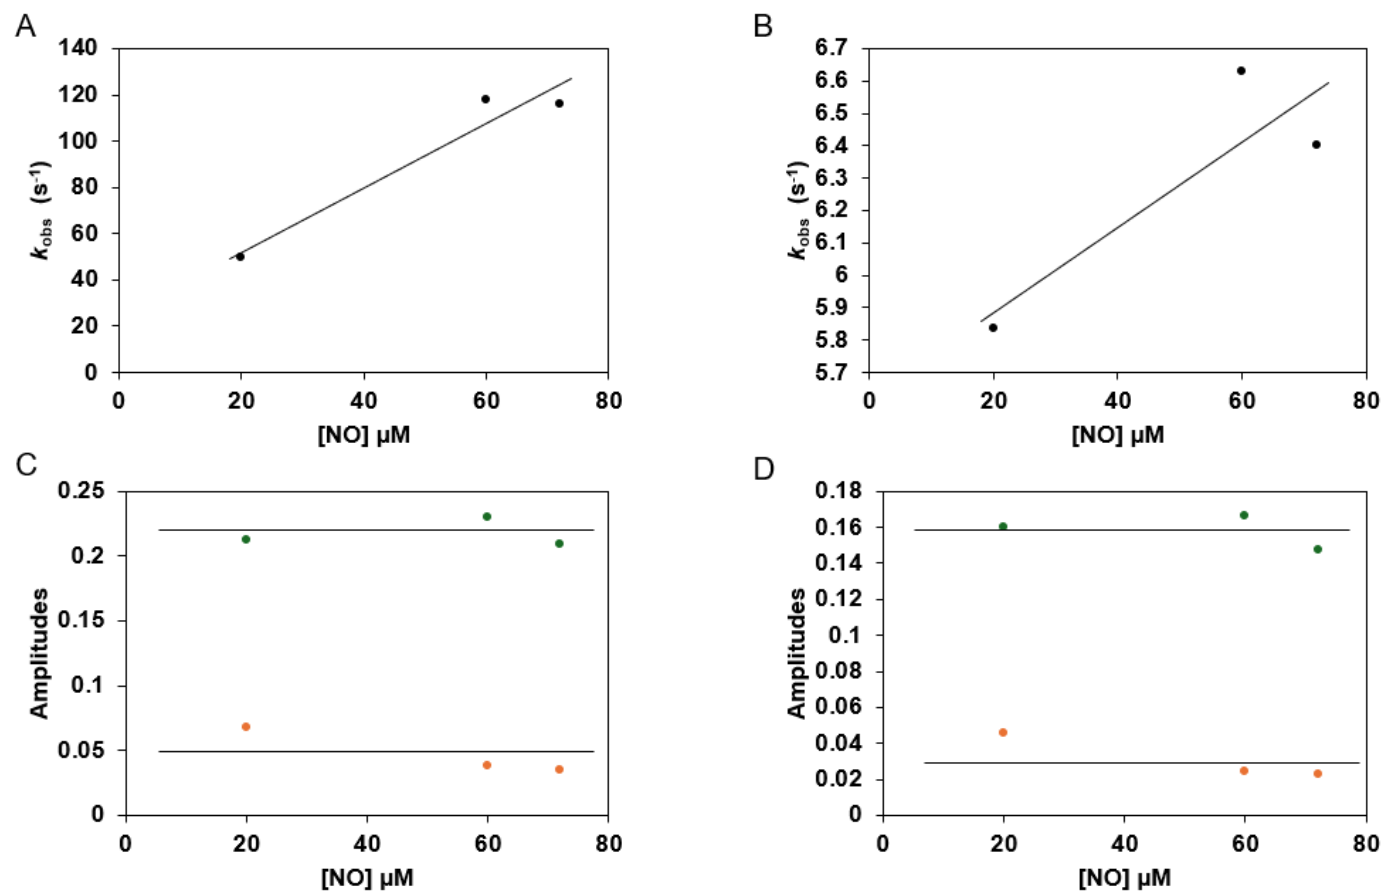 A
140
120
100
80
60
40
20
0
kobs (s-1)
0 20 40 60 80
[NO] µM
B
6.7
6.6
6.5
6.4
6.3
6.2
6.1
6
5.9
5.8
5.7
kobs (s-1)
0 20 40 60 80
[NO] µM
C
0.25
0.2
0.15
0.1
0.05
0
Amplitudes
0 20 40 60 80
[NO] µM
D
0.18
0.16
0.14
0.12
0.1
0.08
0.06
0.04
0.02
0
Amplitudes
0 20 40 60 80
[NO] µM